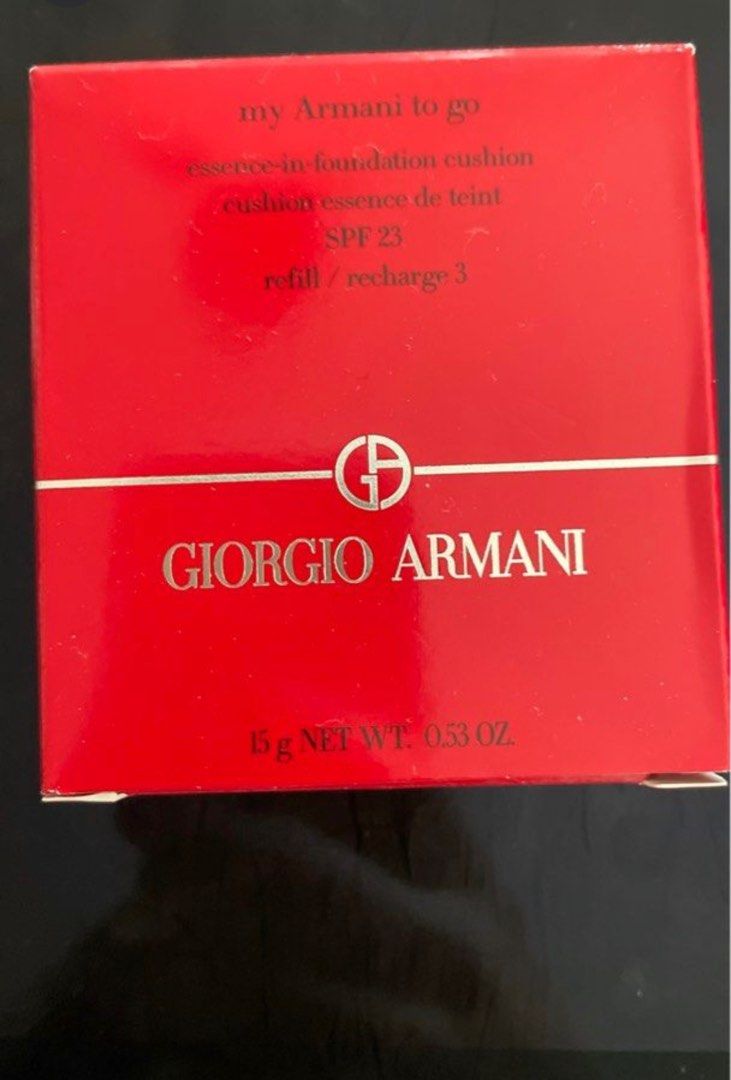 my Armani to go
essence-in-foundation cushion
cushion essence de teint
SPF 23
refill / recharge 3
GA
GIORGIO ARMANI
15 g NET WT. 0.53 OZ.